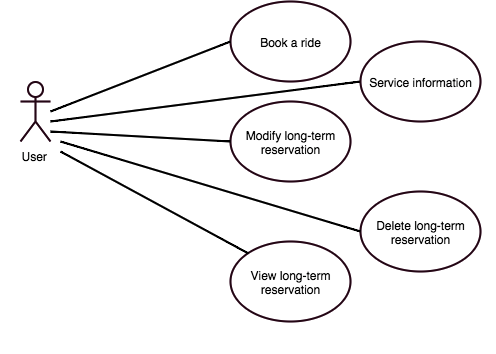 Book a ride
Service information
User
Modify long-term
reservation
Delete long-term
reservation
View long-term
reservation